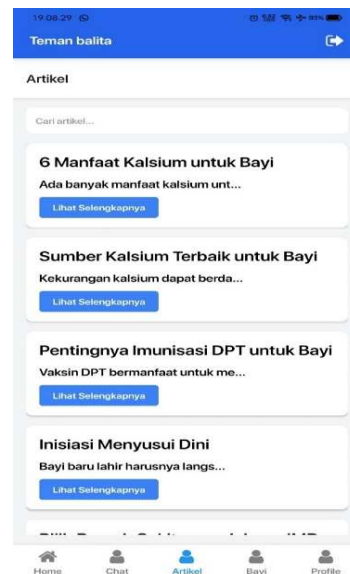 19.08.29
93%
Teman balita
Artikel
Cari artikel...
6 Manfaat Kalsium untuk Bayi
Ada banyak manfaat kalsium unt...
Lihat Selengkapnya
Sumber Kalsium Terbaik untuk Bayi
Kekurangan kalsium dapat berda...
Lihat Selengkapnya
Pentingnya Imunisasi DPT untuk Bayi
Vaksin DPT bermanfaat untuk me...
Lihat Selengkapnya
Inisiasi Menyusui Dini
Bayi baru lahir harusnya langs...
Lihat Selengkapnya
Home Chat Artikel Bayi Profile